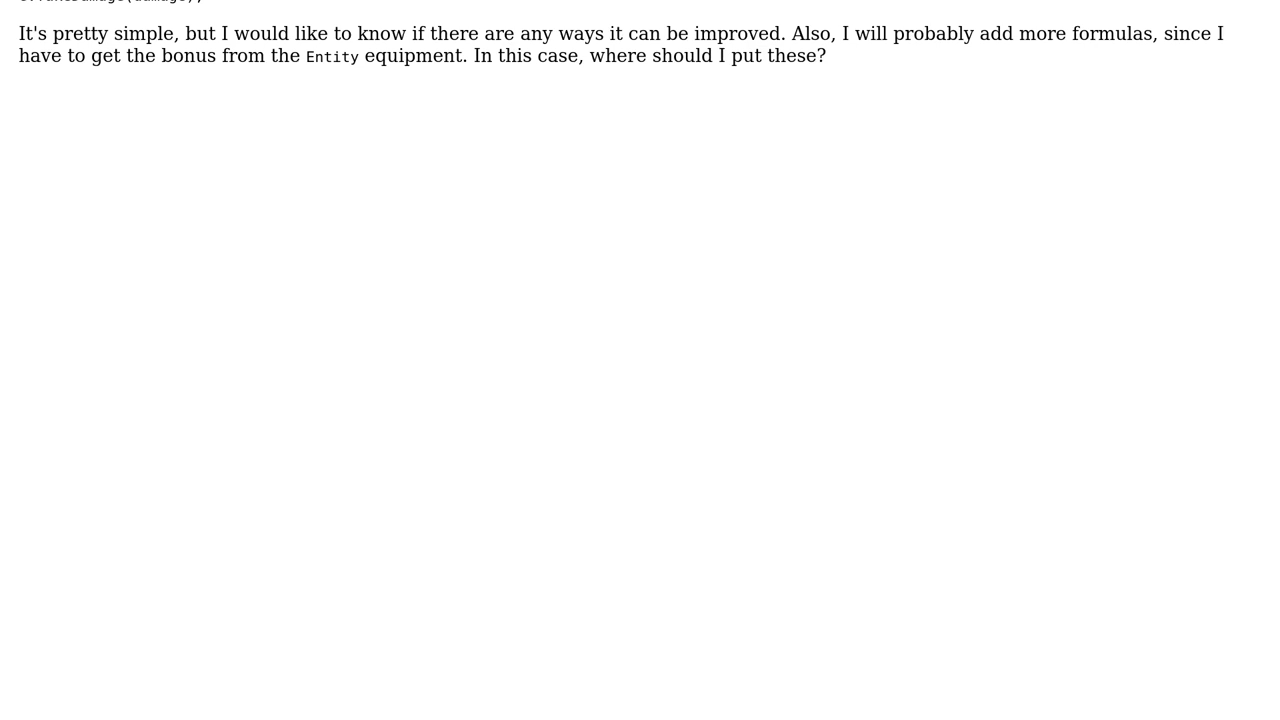 It's pretty simple, but I would like to know if there are any ways it can be improved. Also, I will probably add more formulas, since I
have to get the bonus from the Entity equipment. In this case, where should I put these?